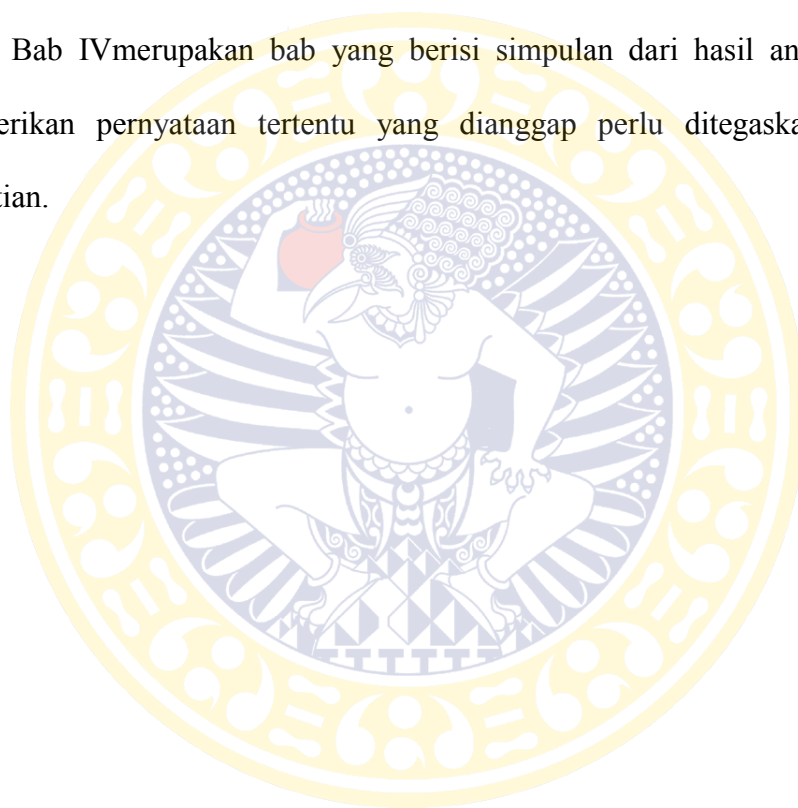 Bab IVmerupakan bab yang berisi simpulan dari hasil an
erikan pernyataan tertentu yang dianggap perlu ditegaska
tian.